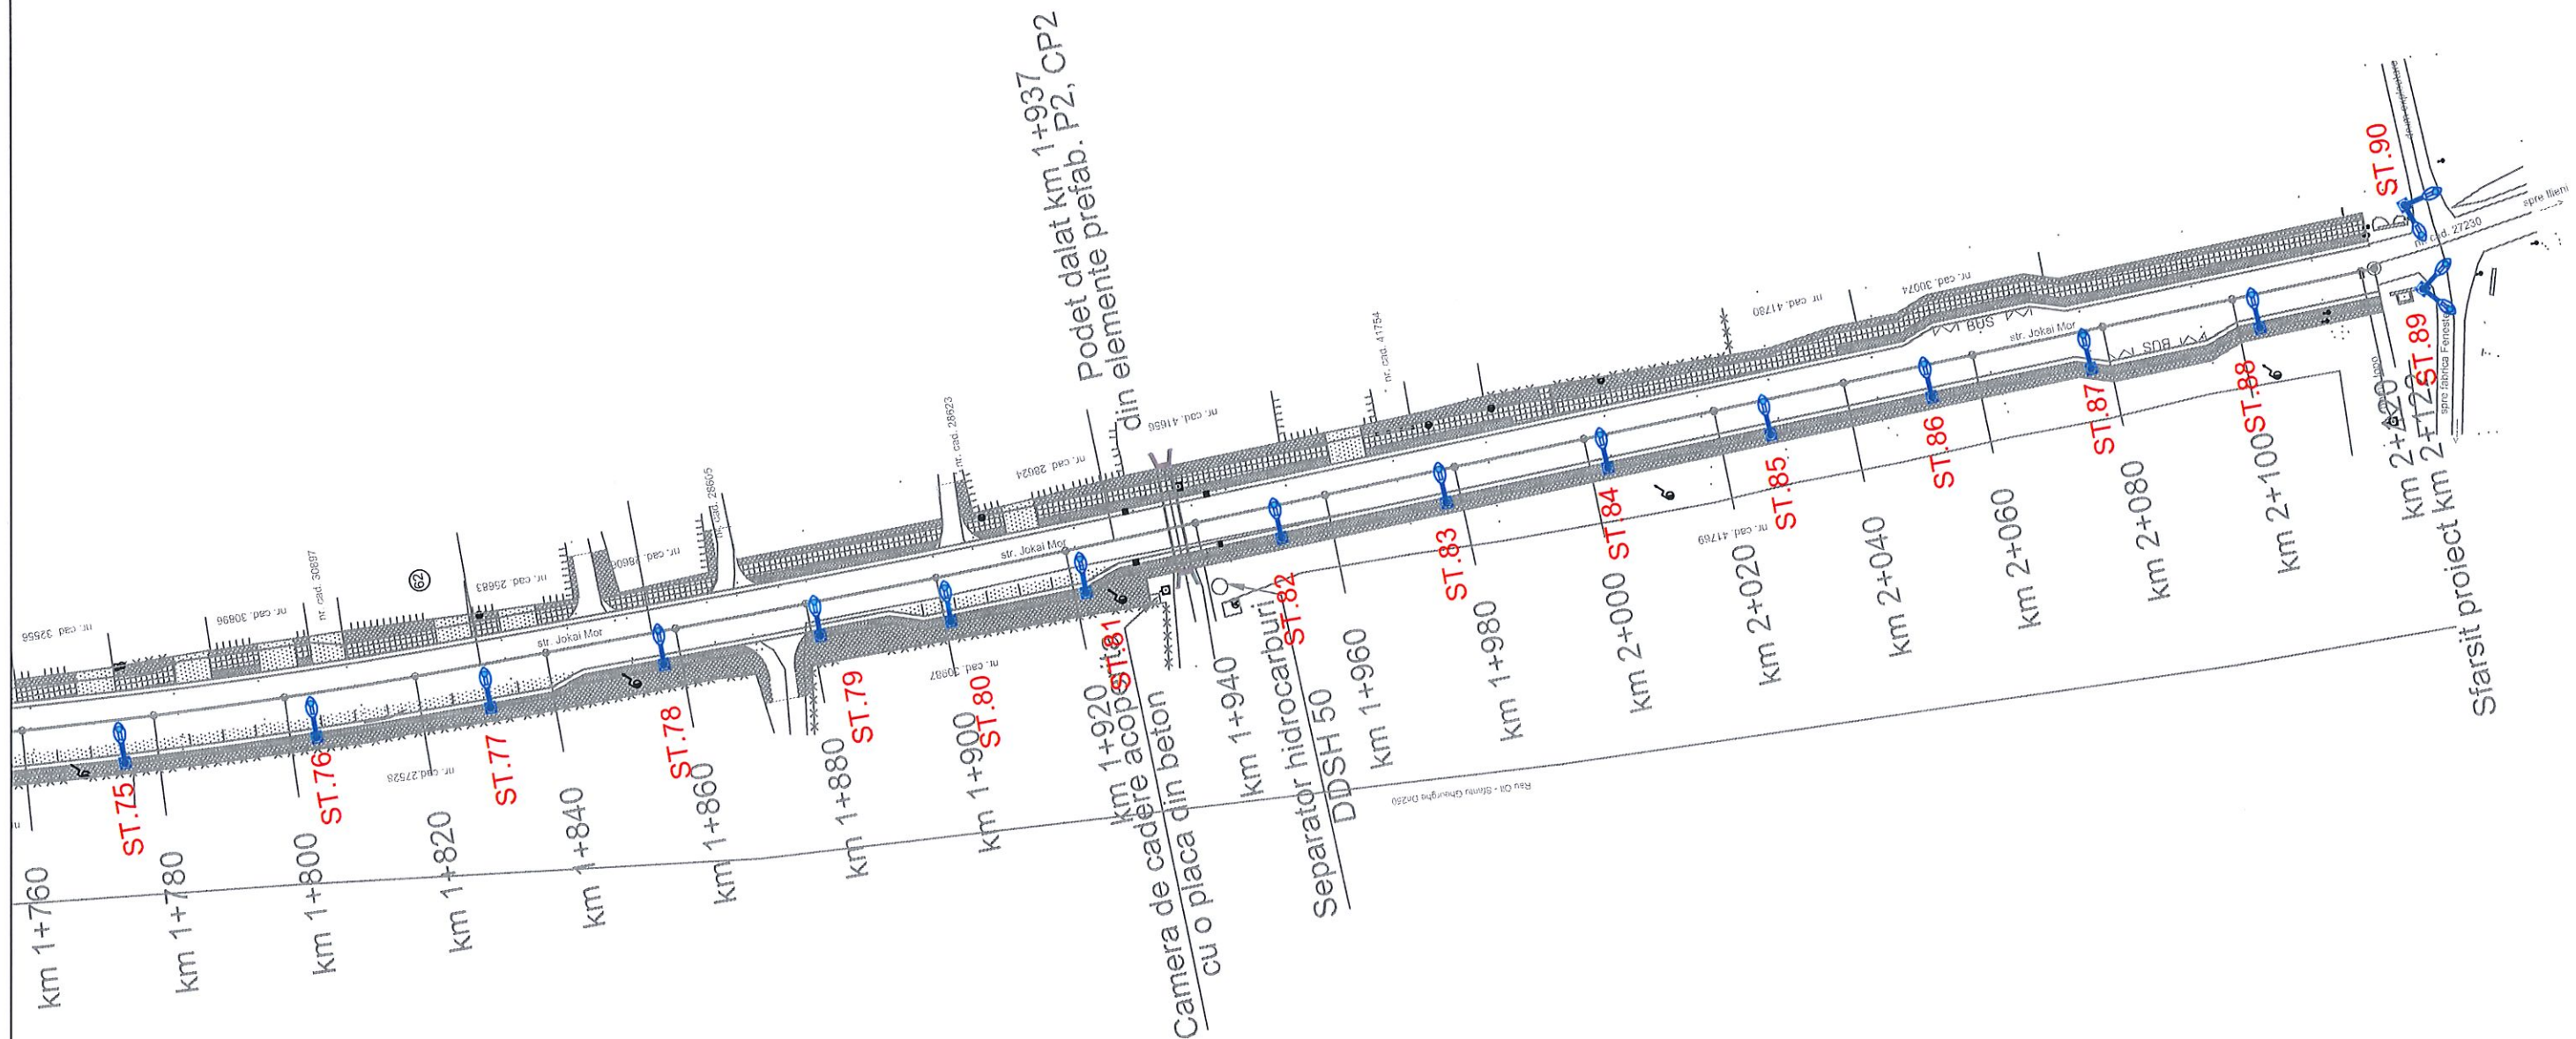 Podet dalat km 1+937
din elemente prefab. P2, CP2
ST.90
spre Ilieni
nr. cad. 27230
nr. cad. 30074
nr. cad. 41780
BUS
str. Jokai Mor
BUS
nr. cad. 41754
nr. cad. 41656
nr. cad. 28623
nr. cad. 28624
str. Jokai Mor
nr. cad. 28605
62
nr. cad. 25683
nr. cad. 30897
nr. cad. 30896
nr. cad. 32556
str. Jokai Mor
ST.75
ST.76
ST.77
ST.78
ST.79
ST.80
ST.81
ST.82
ST.83
ST.84
ST.85
ST.86
ST.87
ST.88
ST.89
nr. cad.27528
nr. cad. 30987
nr. cad. 41769
km 1+760
km 1+780
km 1+800
km 1+820
km 1+840
km 1+860
km 1+880
km 1+900
km 1+920
Camera de cadere acoperita
cu o placa din beton
km 1+940
Separator hidrocarburi
DDSH 50
km 1+960
km 1+980
km 2+000
km 2+020
km 2+040
km 2+060
km 2+080
km 2+100
km 2+120
Sfarsit proiect km
Rau Olt - Sfantu Gheorghe Dn250